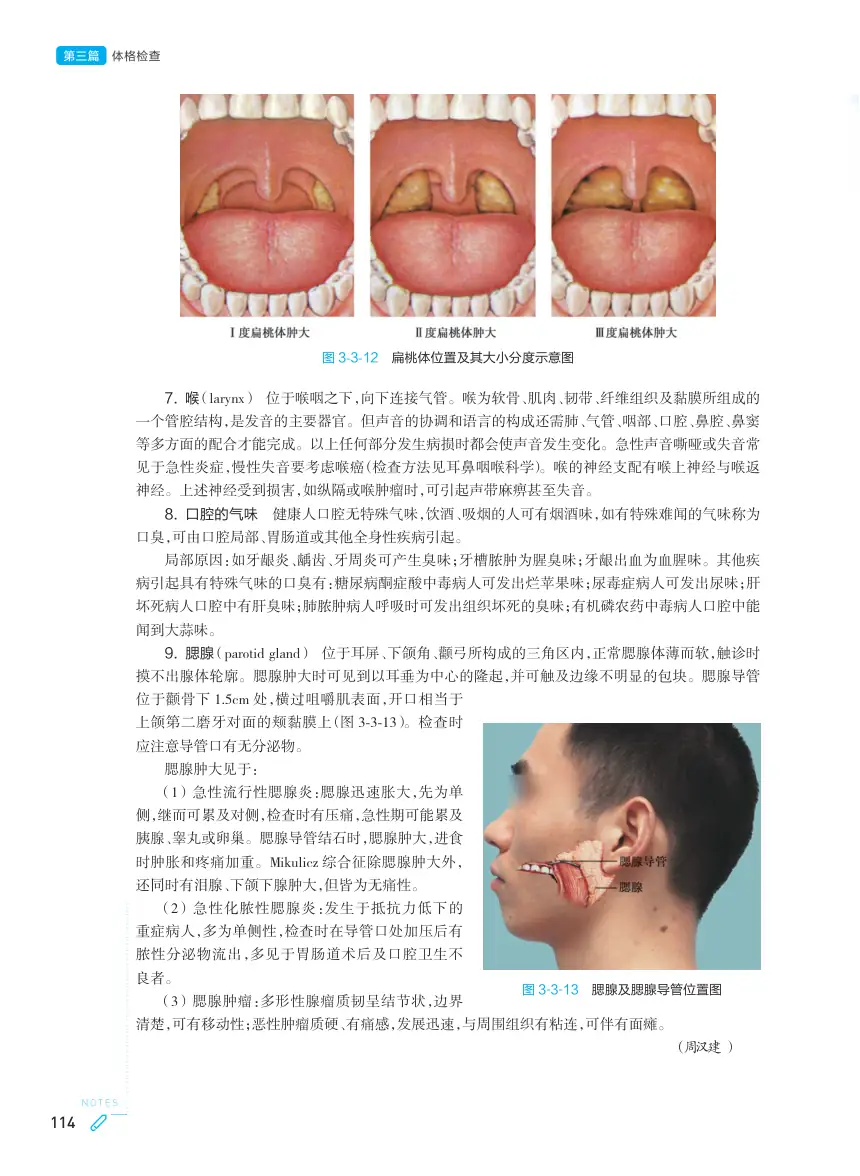 第三篇 体格检查
Ⅰ度扁桃体肿大
Ⅱ度扁桃体肿大
Ⅲ度扁桃体肿大
图 3-3-12 扁桃体位置及其大小分度示意图
7. 喉(larynx) 位于喉咽之下,向下连接气管。喉为软骨、肌肉、韧带、纤维组织及黏膜所组成的
一个管腔结构,是发音的主要器官。但声音的协调和语言的构成还需肺、气管、咽部、口腔、鼻腔、鼻窦
等多方面的配合才能完成。以上任何部分发生病损时都会使声音发生变化。急性声音嘶哑或失音常
见于急性炎症,慢性失音要考虑喉癌(检查方法见耳鼻咽喉科学)。喉的神经支配有喉上神经与喉返
神经。上述神经受到损害,如纵隔或喉肿瘤时,可引起声带麻痹甚至失音。
8. 口腔的气味 健康人口腔无特殊气味,饮酒、吸烟的人可有烟酒味,如有特殊难闻的气味称为
口臭,可由口腔局部、胃肠道或其他全身性疾病引起。
局部原因:如牙龈炎、龋齿、牙周炎可产生臭味;牙槽脓肿为腥臭味;牙龈出血为血腥味。其他疾
病引起具有特殊气味的口臭有:糖尿病酮症酸中毒病人可发出烂苹果味;尿毒症病人可发出尿味;肝
坏死病人口腔中有肝臭味;肺脓肿病人呼吸时可发出组织坏死的臭味;有机磷农药中毒病人口腔中能
闻到大蒜味。
9. 腮腺(parotid gland) 位于耳屏、下颌角、颧弓所构成的三角区内,正常腮腺体薄而软,触诊时
摸不出腺体轮廓。腮腺肿大时可见到以耳垂为中心的隆起,并可触及边缘不明显的包块。腮腺导管
位于颧骨下 1.5cm 处,横过咀嚼肌表面,开口相当于
上颌第二磨牙对面的颊黏膜上(图 3-3-13)。检查时
应注意导管口有无分泌物。
腮腺肿大见于:
(1)急性流行性腮腺炎:腮腺迅速胀大,先为单
侧,继而可累及对侧,检查时有压痛,急性期可能累及
胰腺、睾丸或卵巢。腮腺导管结石时,腮腺肿大,进食
时肿胀和疼痛加重。Mikulicz 综合征除腮腺肿大外,
还同时有泪腺、下颌下腺肿大,但皆为无痛性。
(2)急性化脓性腮腺炎:发生于抵抗力低下的
重症病人,多为单侧性,检查时在导管口处加压后有
脓性分泌物流出,多见于胃肠道术后及口腔卫生不
良者。
(3)腮腺肿瘤:多形性腺瘤质韧呈结节状,边界
清楚,可有移动性;恶性肿瘤质硬、有痛感,发展迅速,与周围组织有粘连,可伴有面瘫。
腮腺导管
腮腺
图 3-3-13 腮腺及腮腺导管位置图
(周汉建)
NOTES
114